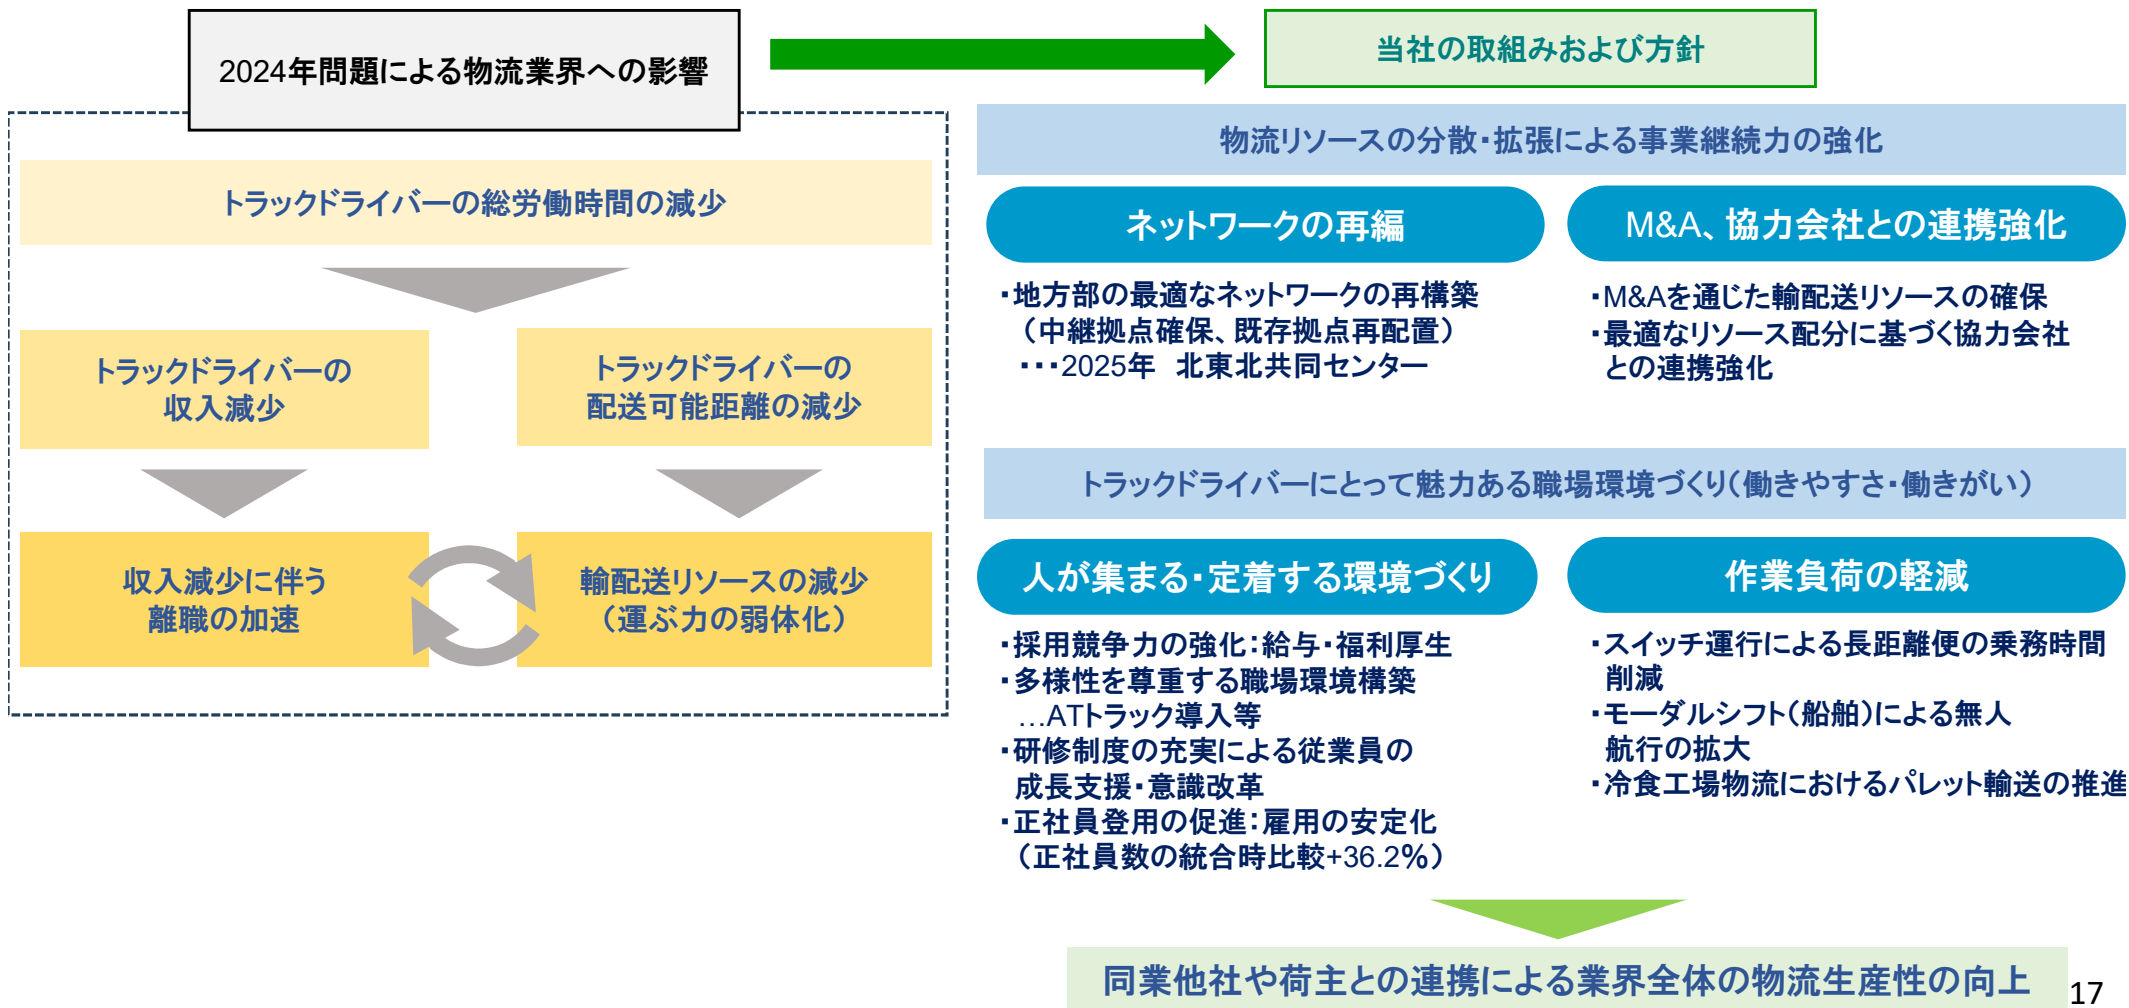 2024年問題による物流業界への影響
トラックドライバーの総労働時間の減少
トラックドライバーの
収入減少
トラックドライバーの
配送可能距離の減少
収入減少に伴う
離職の加速
輸配送リソースの減少
（運ぶ力の弱体化）
当社の取組みおよび方針
物流リソースの分散・拡張による事業継続力の強化
ネットワークの再編
・地方部の最適なネットワークの再構築
（中継拠点確保、既存拠点再配置）
・・・2025年　北東北共同センター
M&A、協力会社との連携強化
・M&Aを通じた輸配送リソースの確保
・最適なリソース配分に基づく協力会社
との連携強化
トラックドライバーにとって魅力ある職場環境づくり（働きやすさ・働きがい）
人が集まる・定着する環境づくり
・採用競争力の強化：給与・福利厚生
・多様性を尊重する職場環境構築
…ATトラック導入等
・研修制度の充実による従業員の
成長支援・意識改革
・正社員登用の促進：雇用の安定化
（正社員数の統合時比較+36.2％）
作業負荷の軽減
・スイッチ運行による長距離便の乗務時間
削減
・モーダルシフト（船舶）による無人
航行の拡大
・冷食工場物流におけるパレット輸送の推進
同業他社や荷主との連携による業界全体の物流生産性の向上
17